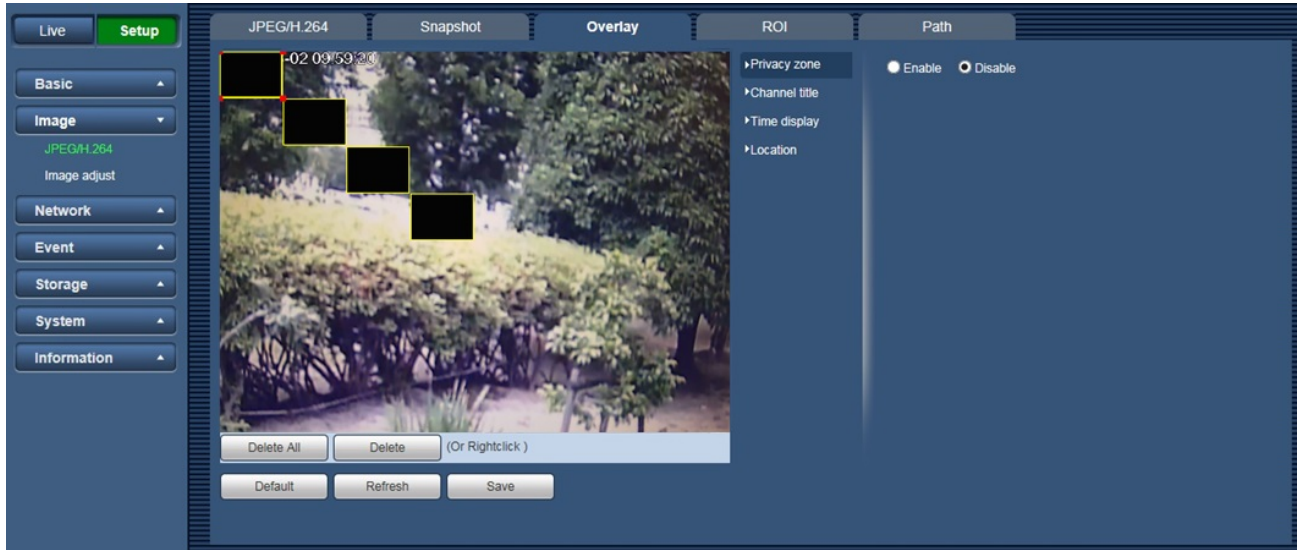 Live Setup
JPEG/H.264 Snapshot Overlay ROI Path
Basic
Image
JPEG/H.264
Image adjust
Network
Event
Storage
System
Information
-02 09:59:20
Privacy zone
Channel title
Time display
Location
Enable Disable
Delete All Delete (Or Rightclick )
Default Refresh Save